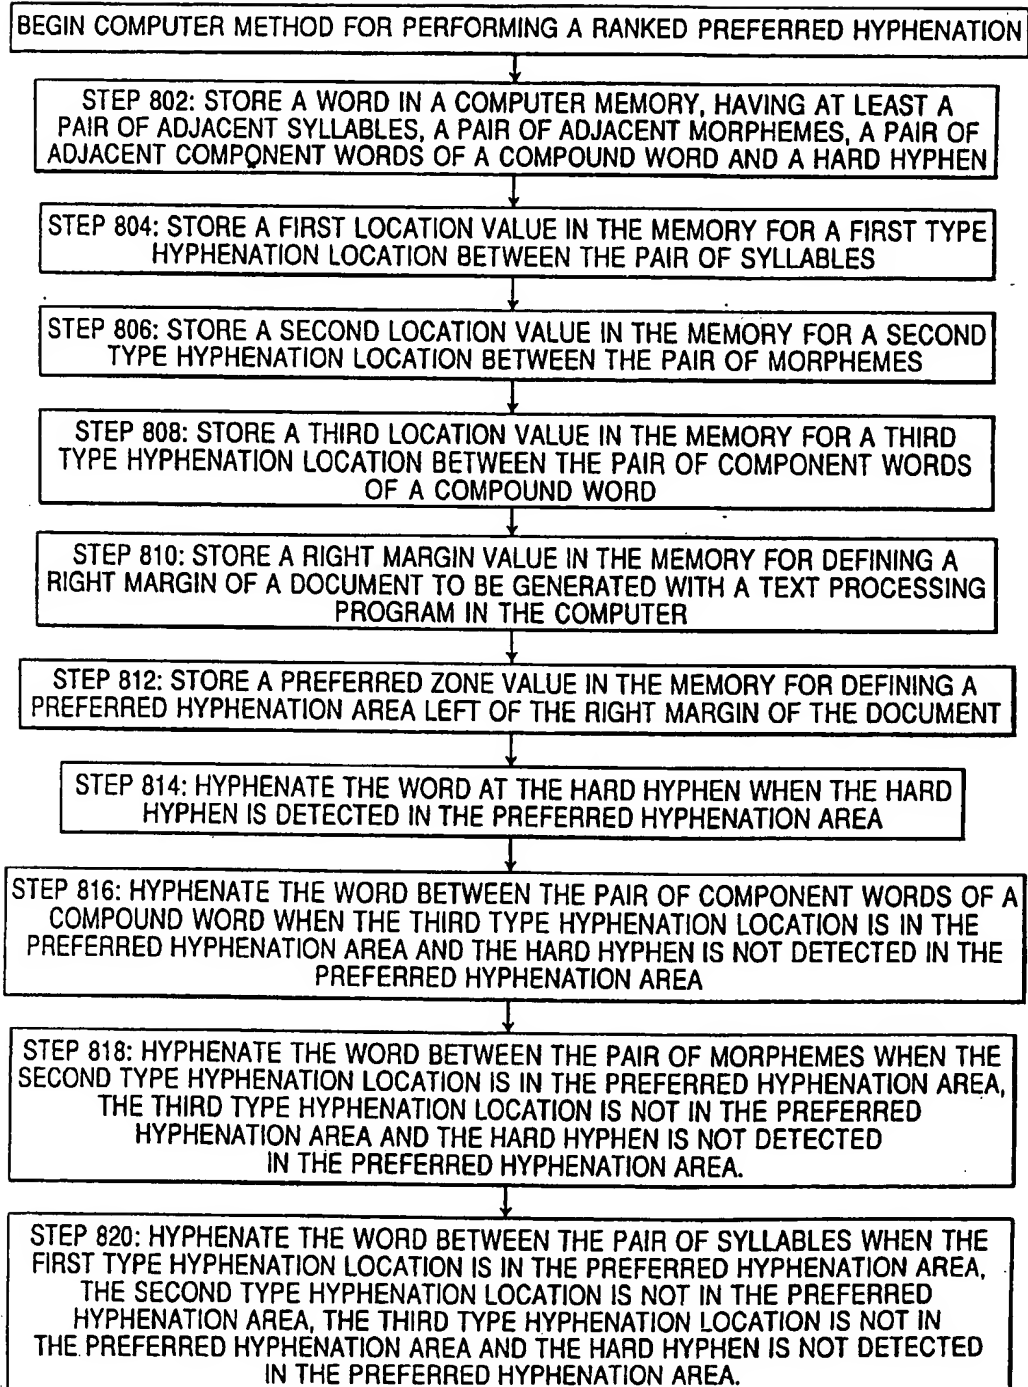 BEGIN COMPUTER METHOD FOR PERFORMING A RANKED PREFERRED HYPHENATION
STEP 802: STORE A WORD IN A COMPUTER MEMORY, HAVING AT LEAST A
PAIR OF ADJACENT SYLLABLES, A PAIR OF ADJACENT MORPHEMES, A PAIR OF
ADJACENT COMPONENT WORDS OF A COMPOUND WORD AND A HARD HYPHEN
STEP 804: STORE A FIRST LOCATION VALUE IN THE MEMORY FOR A FIRST TYPE
HYPHENATION LOCATION BETWEEN THE PAIR OF SYLLABLES
STEP 806: STORE A SECOND LOCATION VALUE IN THE MEMORY FOR A SECOND
TYPE HYPHENATION LOCATION BETWEEN THE PAIR OF MORPHEMES
STEP 808: STORE A THIRD LOCATION VALUE IN THE MEMORY FOR A THIRD
TYPE HYPHENATION LOCATION BETWEEN THE PAIR OF COMPONENT WORDS
OF A COMPOUND WORD
STEP 810: STORE A RIGHT MARGIN VALUE IN THE MEMORY FOR DEFINING A
RIGHT MARGIN OF A DOCUMENT TO BE GENERATED WITH A TEXT PROCESSING
PROGRAM IN THE COMPUTER
STEP 812: STORE A PREFERRED ZONE VALUE IN THE MEMORY FOR DEFINING A
PREFERRED HYPHENATION AREA LEFT OF THE RIGHT MARGIN OF THE DOCUMENT
STEP 814: HYPHENATE THE WORD AT THE HARD HYPHEN WHEN THE HARD
HYPHEN IS DETECTED IN THE PREFERRED HYPHENATION AREA
STEP 816: HYPHENATE THE WORD BETWEEN THE PAIR OF COMPONENT WORDS OF A
COMPOUND WORD WHEN THE THIRD TYPE HYPHENATION LOCATION IS IN THE
PREFERRED HYPHENATION AREA AND THE HARD HYPHEN IS NOT DETECTED IN THE
PREFERRED HYPHENATION AREA
STEP 818: HYPHENATE THE WORD BETWEEN THE PAIR OF MORPHEMES WHEN THE
SECOND TYPE HYPHENATION LOCATION IS IN THE PREFERRED HYPHENATION AREA,
THE THIRD TYPE HYPHENATION LOCATION IS NOT IN THE PREFERRED
HYPHENATION AREA AND THE HARD HYPHEN IS NOT DETECTED
IN THE PREFERRED HYPHENATION AREA.
STEP 820: HYPHENATE THE WORD BETWEEN THE PAIR OF SYLLABLES WHEN THE
FIRST TYPE HYPHENATION LOCATION IS IN THE PREFERRED HYPHENATION AREA,
THE SECOND TYPE HYPHENATION LOCATION IS NOT IN THE PREFERRED
HYPHENATION AREA, THE THIRD TYPE HYPHENATION LOCATION IS NOT IN
THE PREFERRED HYPHENATION AREA AND THE HARD HYPHEN IS NOT DETECTED
IN THE PREFERRED HYPHENATION AREA.